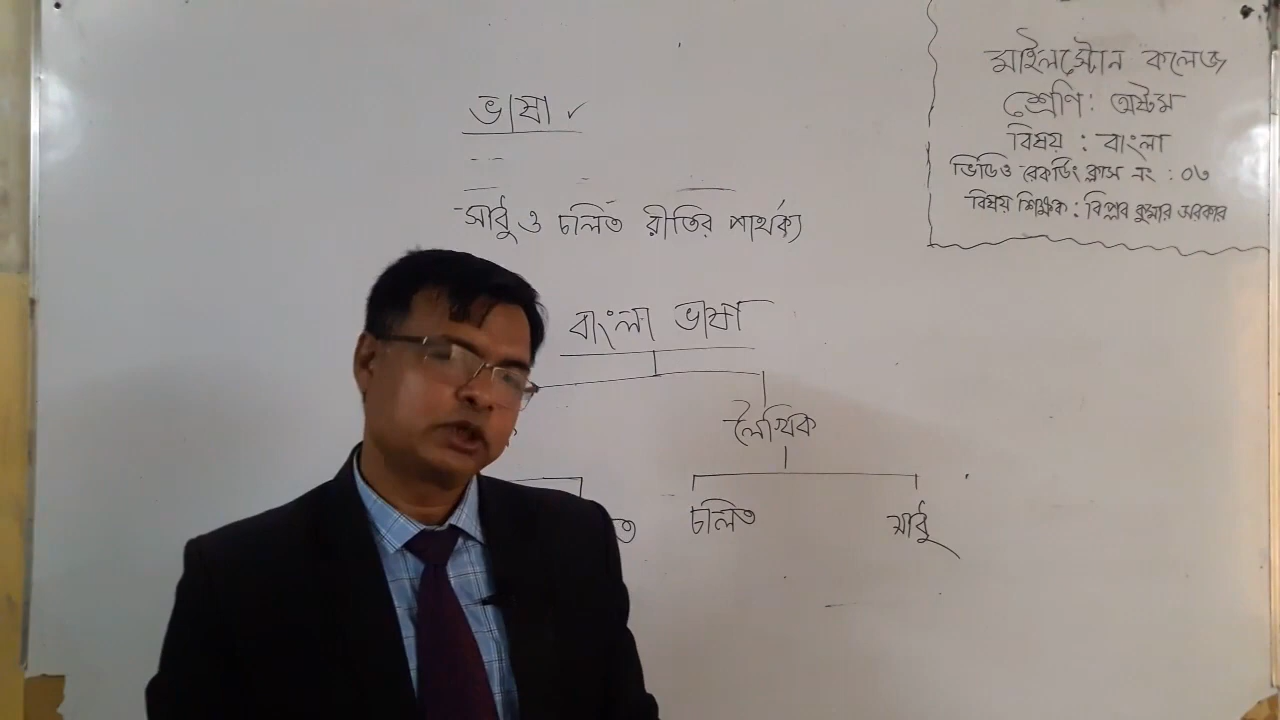 ভাষা
সাধু ও চলিত রীতির পার্থক্য
বাংলা ভাষা
লৈখিক
ত চলিত সাধু
মাইলস্টোন কলেজ
শ্রেণি : অষ্টম
বিষয় : বাংলা
ভিডিও রেকর্ডিং ক্লাস নং : ০৬
বিষয় শিক্ষক : বিপ্লব কুমার সরকার